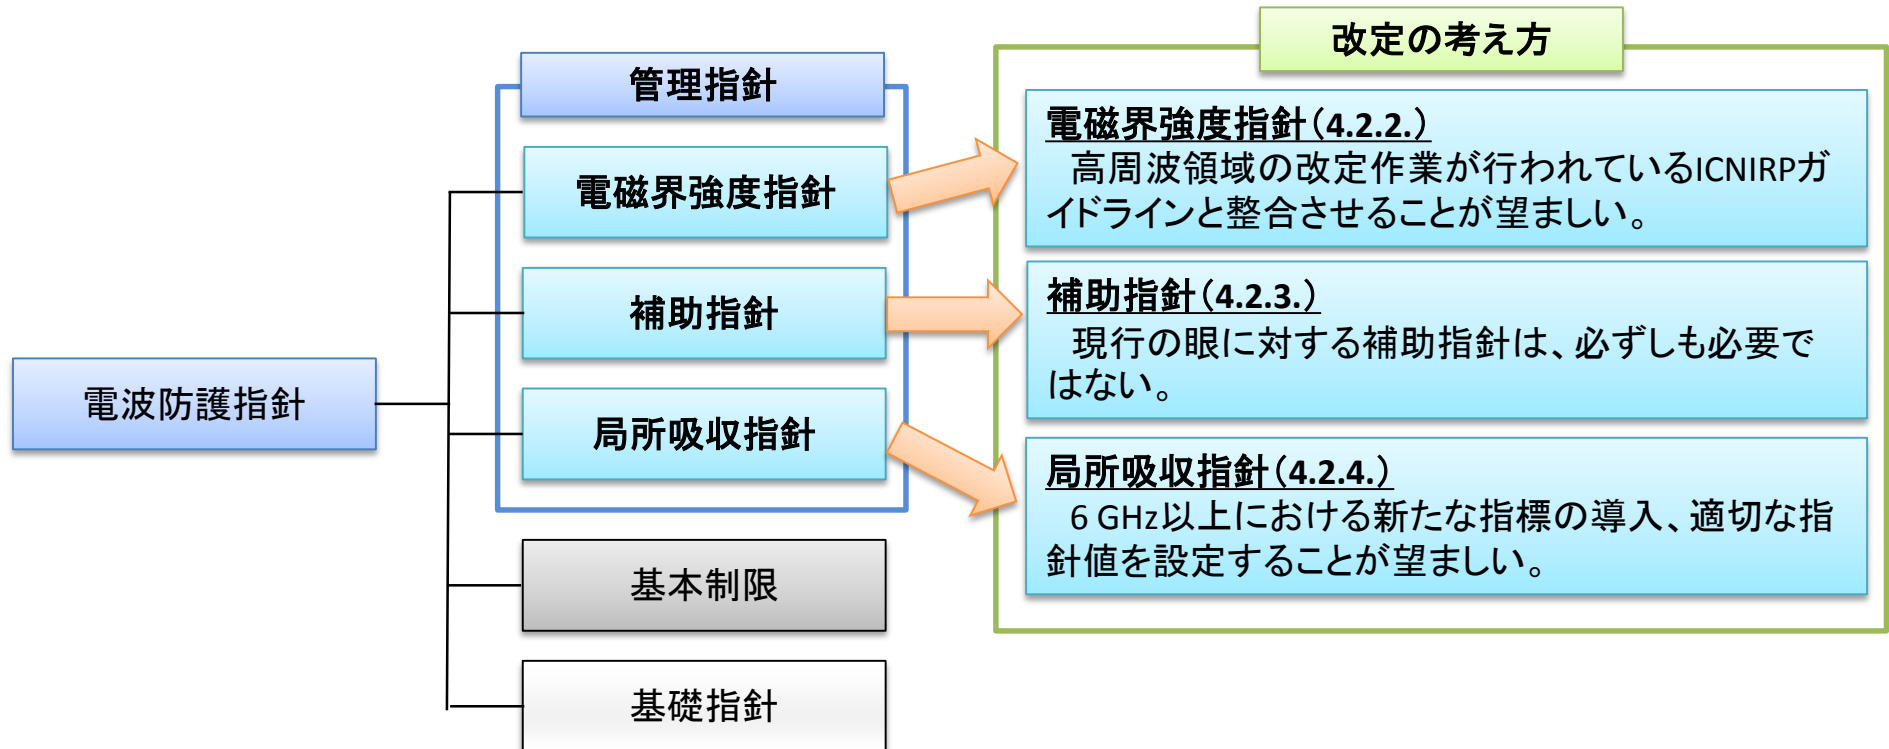 電波防護指針
管理指針
電磁界強度指針
補助指針
局所吸収指針
基本制限
基礎指針
改定の考え方
電磁界強度指針（4.2.2.）
高周波領域の改定作業が行われているICNIRPガ
イドラインと整合させることが望ましい。
補助指針（4.2.3.）
現行の眼に対する補助指針は、必ずしも必要で
はない。
局所吸収指針（4.2.4.）
6 GHz以上における新たな指標の導入、適切な指
針値を設定することが望ましい。